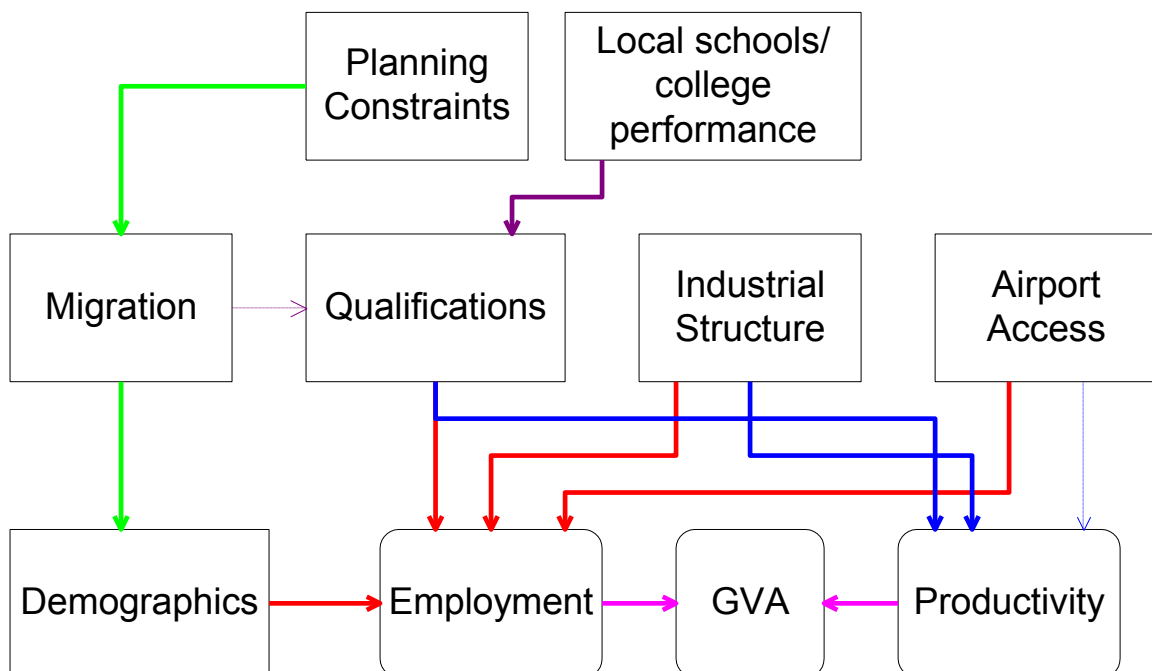 Planning
Constraints
Local schools/
college
performance
Migration
Qualifications
Industrial
Structure
Airport
Access
Demographics
Employment
GVA
Productivity